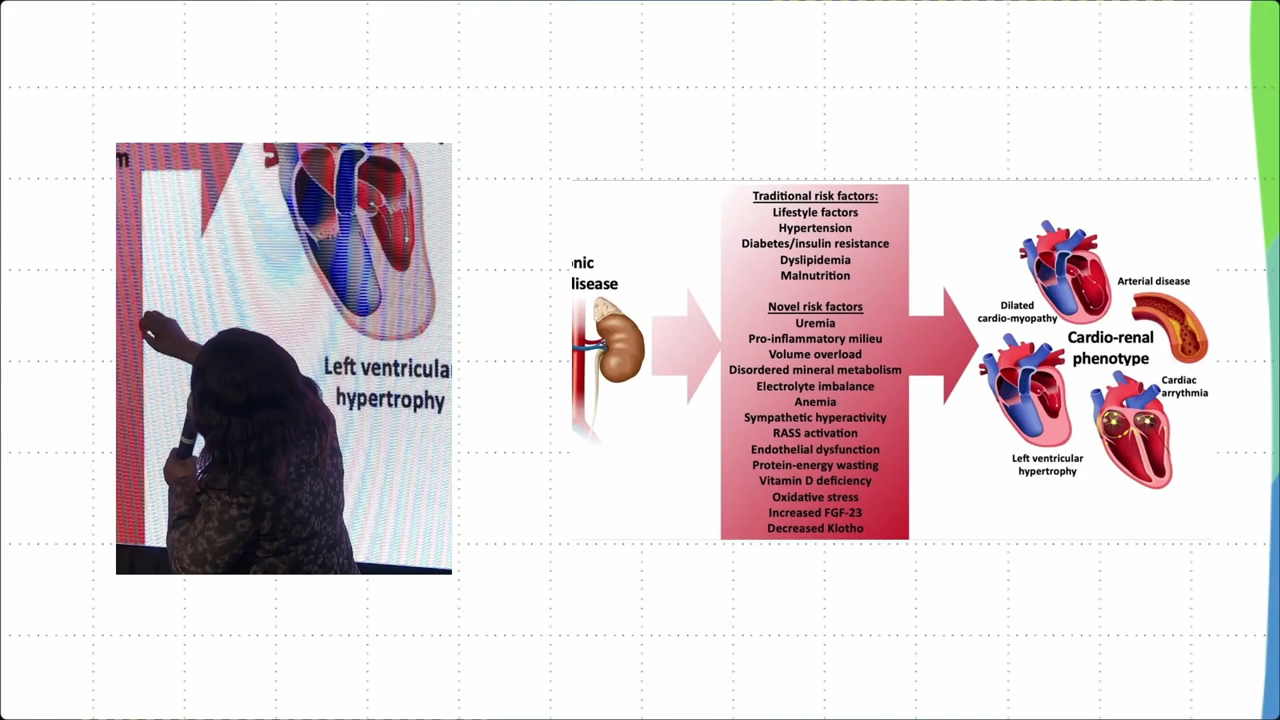 m
Left ventricula
hypertrophy
onic
disease
Traditional risk factors:
Lifestyle factors
Hypertension
Diabetes/insulin resistance
Dyslipidemia
Malnutrition
Novel risk factors
Uremia
Pro-inflammatory milieu
Volume overload
Disordered mineral metabolism
Electrolyte imbalance
Anemia
Sympathetic hyperactivity
RASS activation
Endothelial dysfunction
Protein-energy wasting
Vitamin D deficiency
Oxidative stress
Increased FGF-23
Decreased Klotho
Dilated
cardio-myopathy
Arterial disease
Cardio-renal
phenotype
Cardiac
arrythmia
Left ventricular
hypertrophy